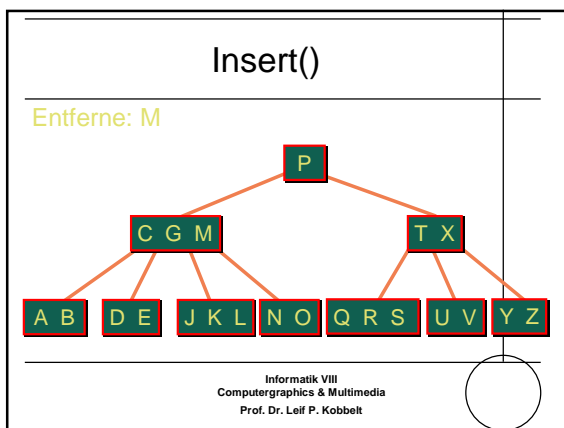 Insert()
Entferne: M
P
C G M
T X
A B
D E
J K L
N O
Q R S
U V
Y Z
Informatik VIII
Computergraphics & Multimedia
Prof. Dr. Leif P. Kobbelt